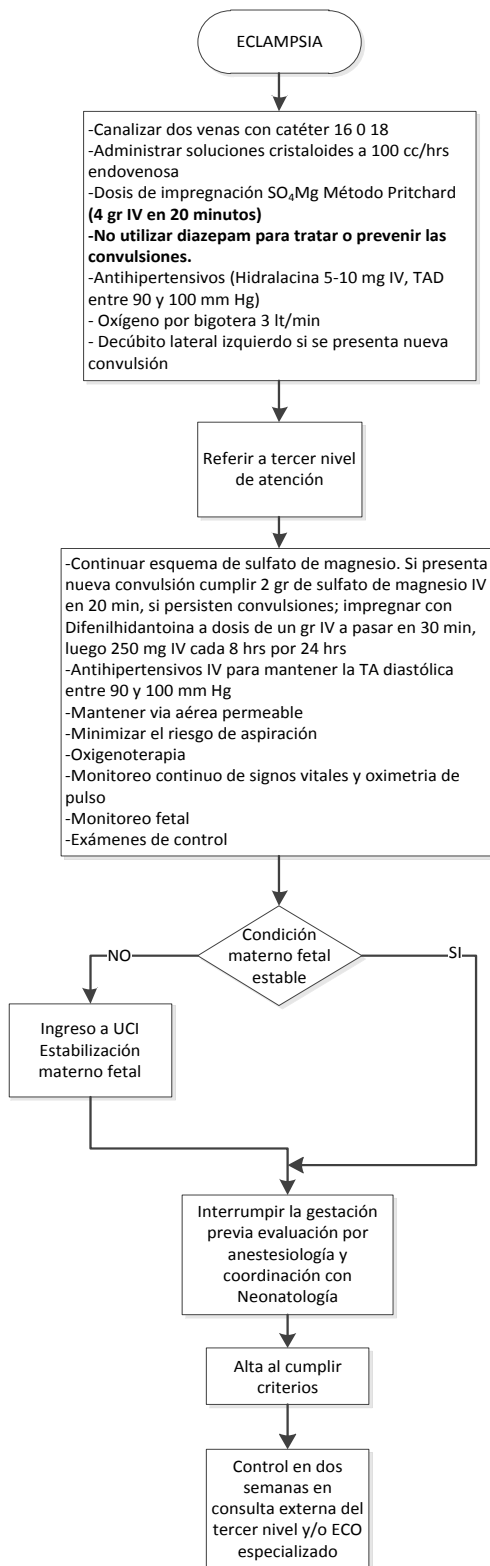 ECLAMPSIA
-Canalizar dos venas con catéter 16 0 18
-Administrar soluciones cristaloides a 100 cc/hrs
endovenosa
-Dosis de impregnación SO₄Mg Método Pritchard
(4 gr IV en 20 minutos)
-No utilizar diazepam para tratar o prevenir las
convulsiones.
-Antihipertensivos (Hidralacina 5-10 mg IV, TAD
entre 90 y 100 mm Hg)
- Oxígeno por bigotera 3 lt/min
- Decúbito lateral izquierdo si se presenta nueva
convulsión
Referir a tercer nivel
de atención
-Continuar esquema de sulfato de magnesio. Si presenta
nueva convulsión cumplir 2 gr de sulfato de magnesio IV
en 20 min, si persisten convulsiones; impregnar con
Difenilhidantoina a dosis de un gr IV a pasar en 30 min,
luego 250 mg IV cada 8 hrs por 24 hrs
-Antihipertensivos IV para mantener la TA diastólica
entre 90 y 100 mm Hg
-Mantener via aérea permeable
-Minimizar el riesgo de aspiración
-Oxigenoterapia
-Monitoreo continuo de signos vitales y oximetria de
pulso
-Monitoreo fetal
-Exámenes de control
Condición
materno fetal
estable
NO
SI
Ingreso a UCI
Estabilización
materno fetal
Interrumpir la gestación
previa evaluación por
anestesiología y
coordinación con
Neonatología
Alta al cumplir
criterios
Control en dos
semanas en
consulta externa del
tercer nivel y/o ECO
especializado